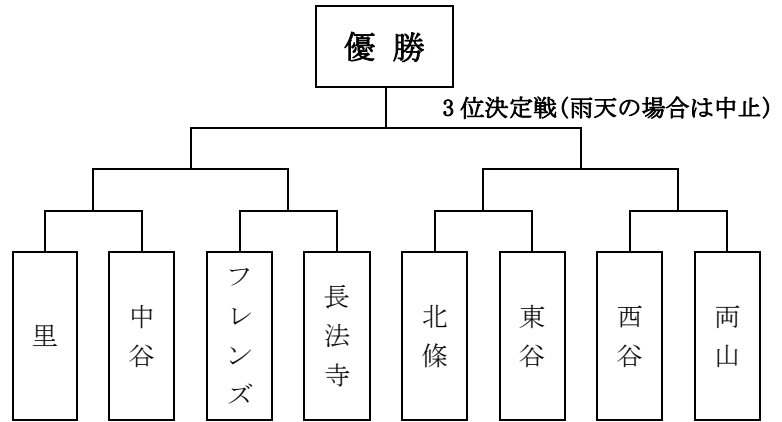 優 勝
3位決定戦(雨天の場合は中止)
里
中谷
フレンズ
長法寺
北條
東谷
西谷
両山